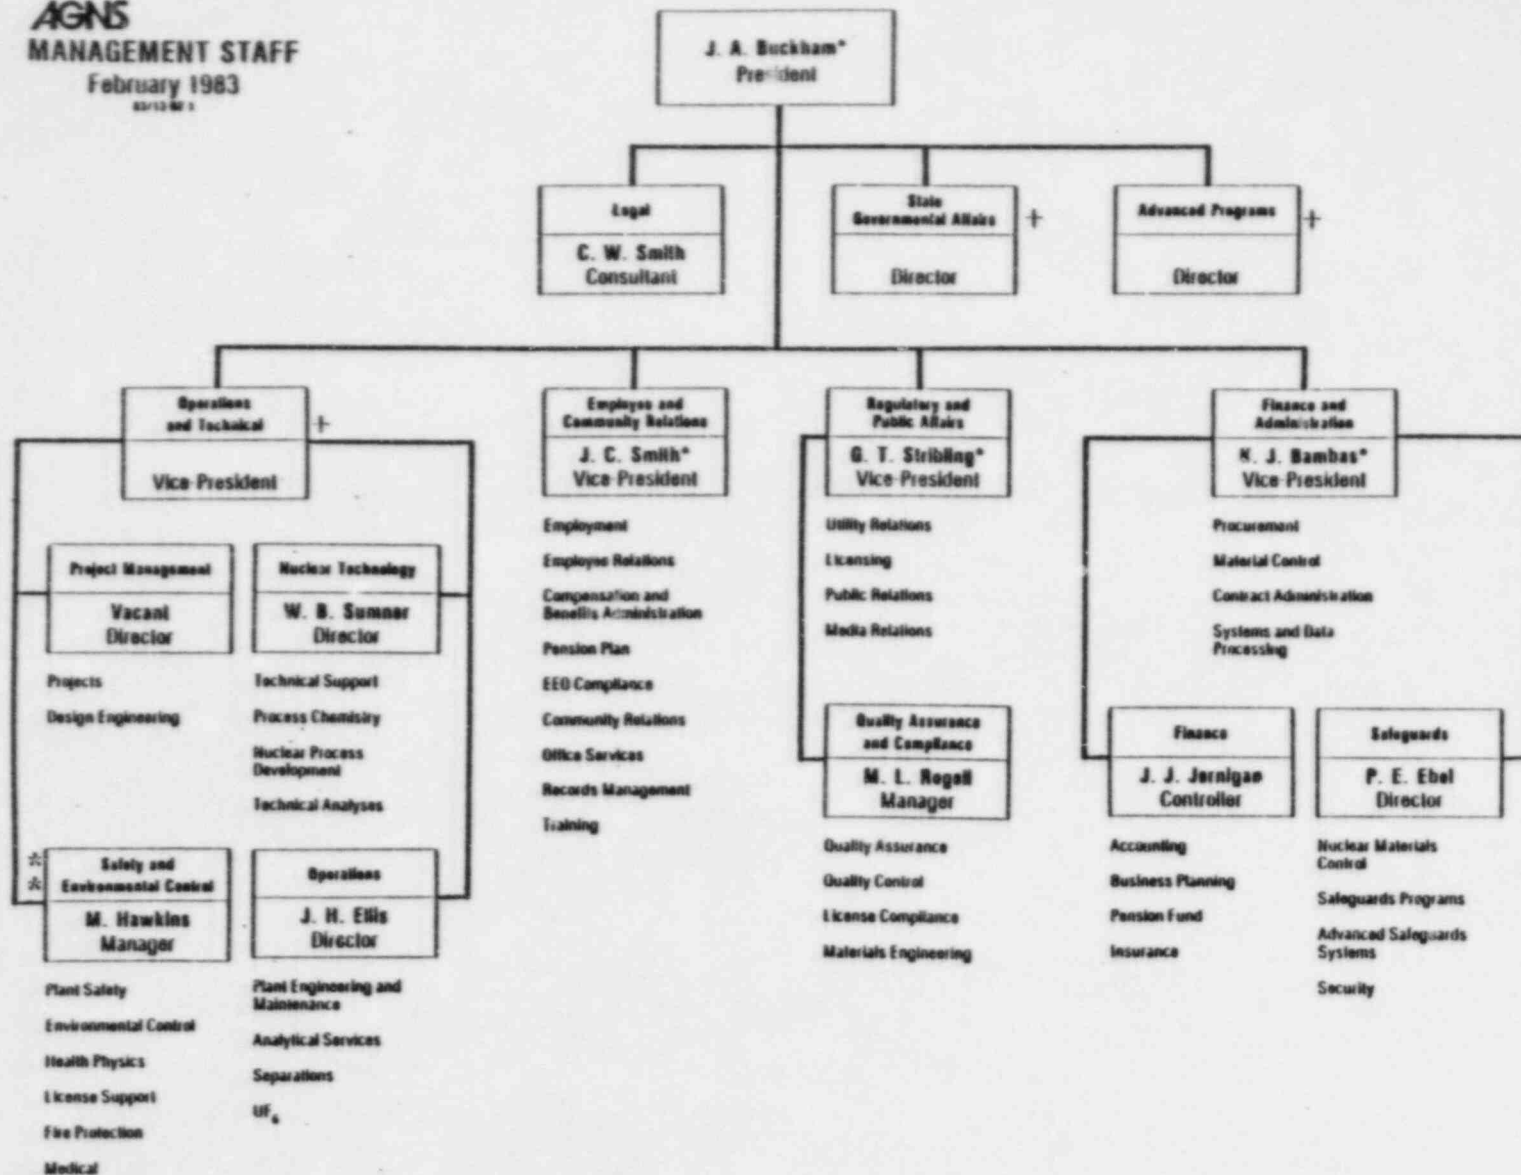 AGNS
MANAGEMENT STAFF
February 1983
J. A. Buckham*
President
Legal
C. W. Smith
Consultant
State
Governmental Affairs
Director
+
Advanced Programs
Director
+
Operations
and Technical
Vice President
+
Employee and
Community Relations
J. C. Smith*
Vice President
Employment
Employee Relations
Compensation and
Benefits Administration
Pension Plan
EEO Compliance
Community Relations
Office Services
Records Management
Training
Regulatory and
Public Affairs
G. T. Stribling*
Vice President
Utility Relations
Licensing
Public Relations
Media Relations
Finance and
Administration
J. Bambas*
Vice President
Procurement
Material Control
Contract Administration
Systems and Data
Processing
Project Management
Vacant
Director
Projects
Design Engineering
Nuclear Technology
W. B. Sumner
Director
Technical Support
Process Chemistry
Nuclear Process
Development
Technical Analyses
**
Safety and
Environmental Control
M. Hawkins
Manager
Plant Safety
Environmental Control
Health Physics
License Support
Fire Protection
Medical
Operations
J. H. Ellis
Director
Plant Engineering and
Maintenance
Analytical Services
Separations
UF₆
Quality Assurance
and Compliance
M. L. Rogell
Manager
Quality Assurance
Quality Control
License Compliance
Materials Engineering
Finance
J. J. Jernigan
Controller
Accounting
Business Planning
Pension Fund
Insurance
Safeguards
P. E. Ebel
Director
Nuclear Materials
Control
Safeguards Programs
Advanced Safeguards
Systems
Security